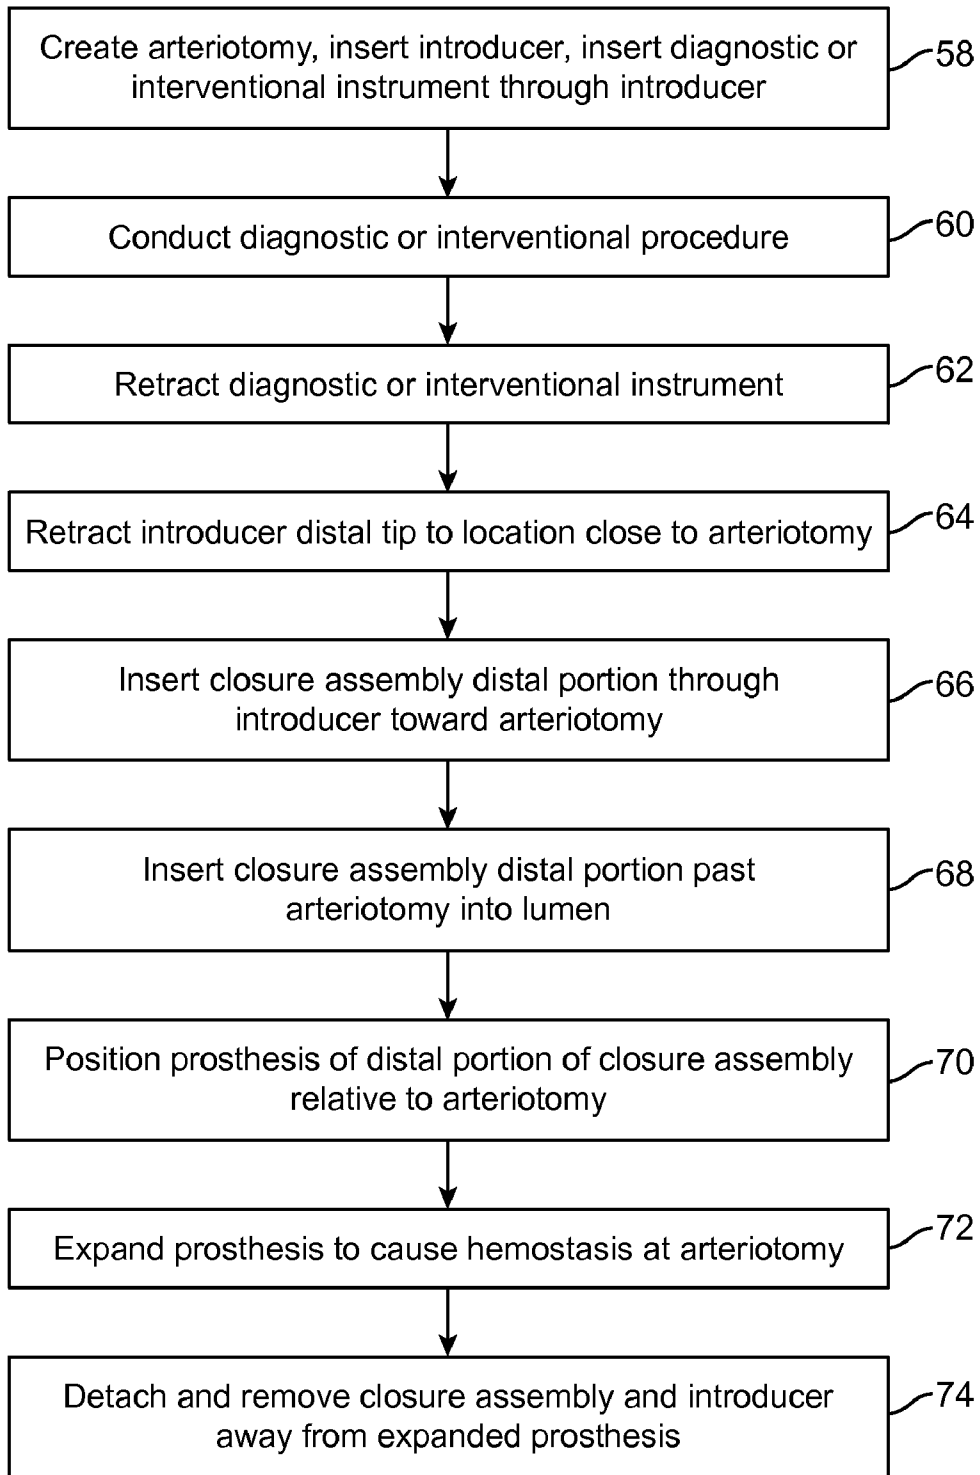 Create arteriotomy, insert introducer, insert diagnostic or
interventional instrument through introducer
58
Conduct diagnostic or interventional procedure
60
Retract diagnostic or interventional instrument
62
Retract introducer distal tip to location close to arteriotomy
64
Insert closure assembly distal portion through
introducer toward arteriotomy
66
Insert closure assembly distal portion past
arteriotomy into lumen
68
Position prosthesis of distal portion of closure assembly
relative to arteriotomy
70
Expand prosthesis to cause hemostasis at arteriotomy
72
Detach and remove closure assembly and introducer
away from expanded prosthesis
74